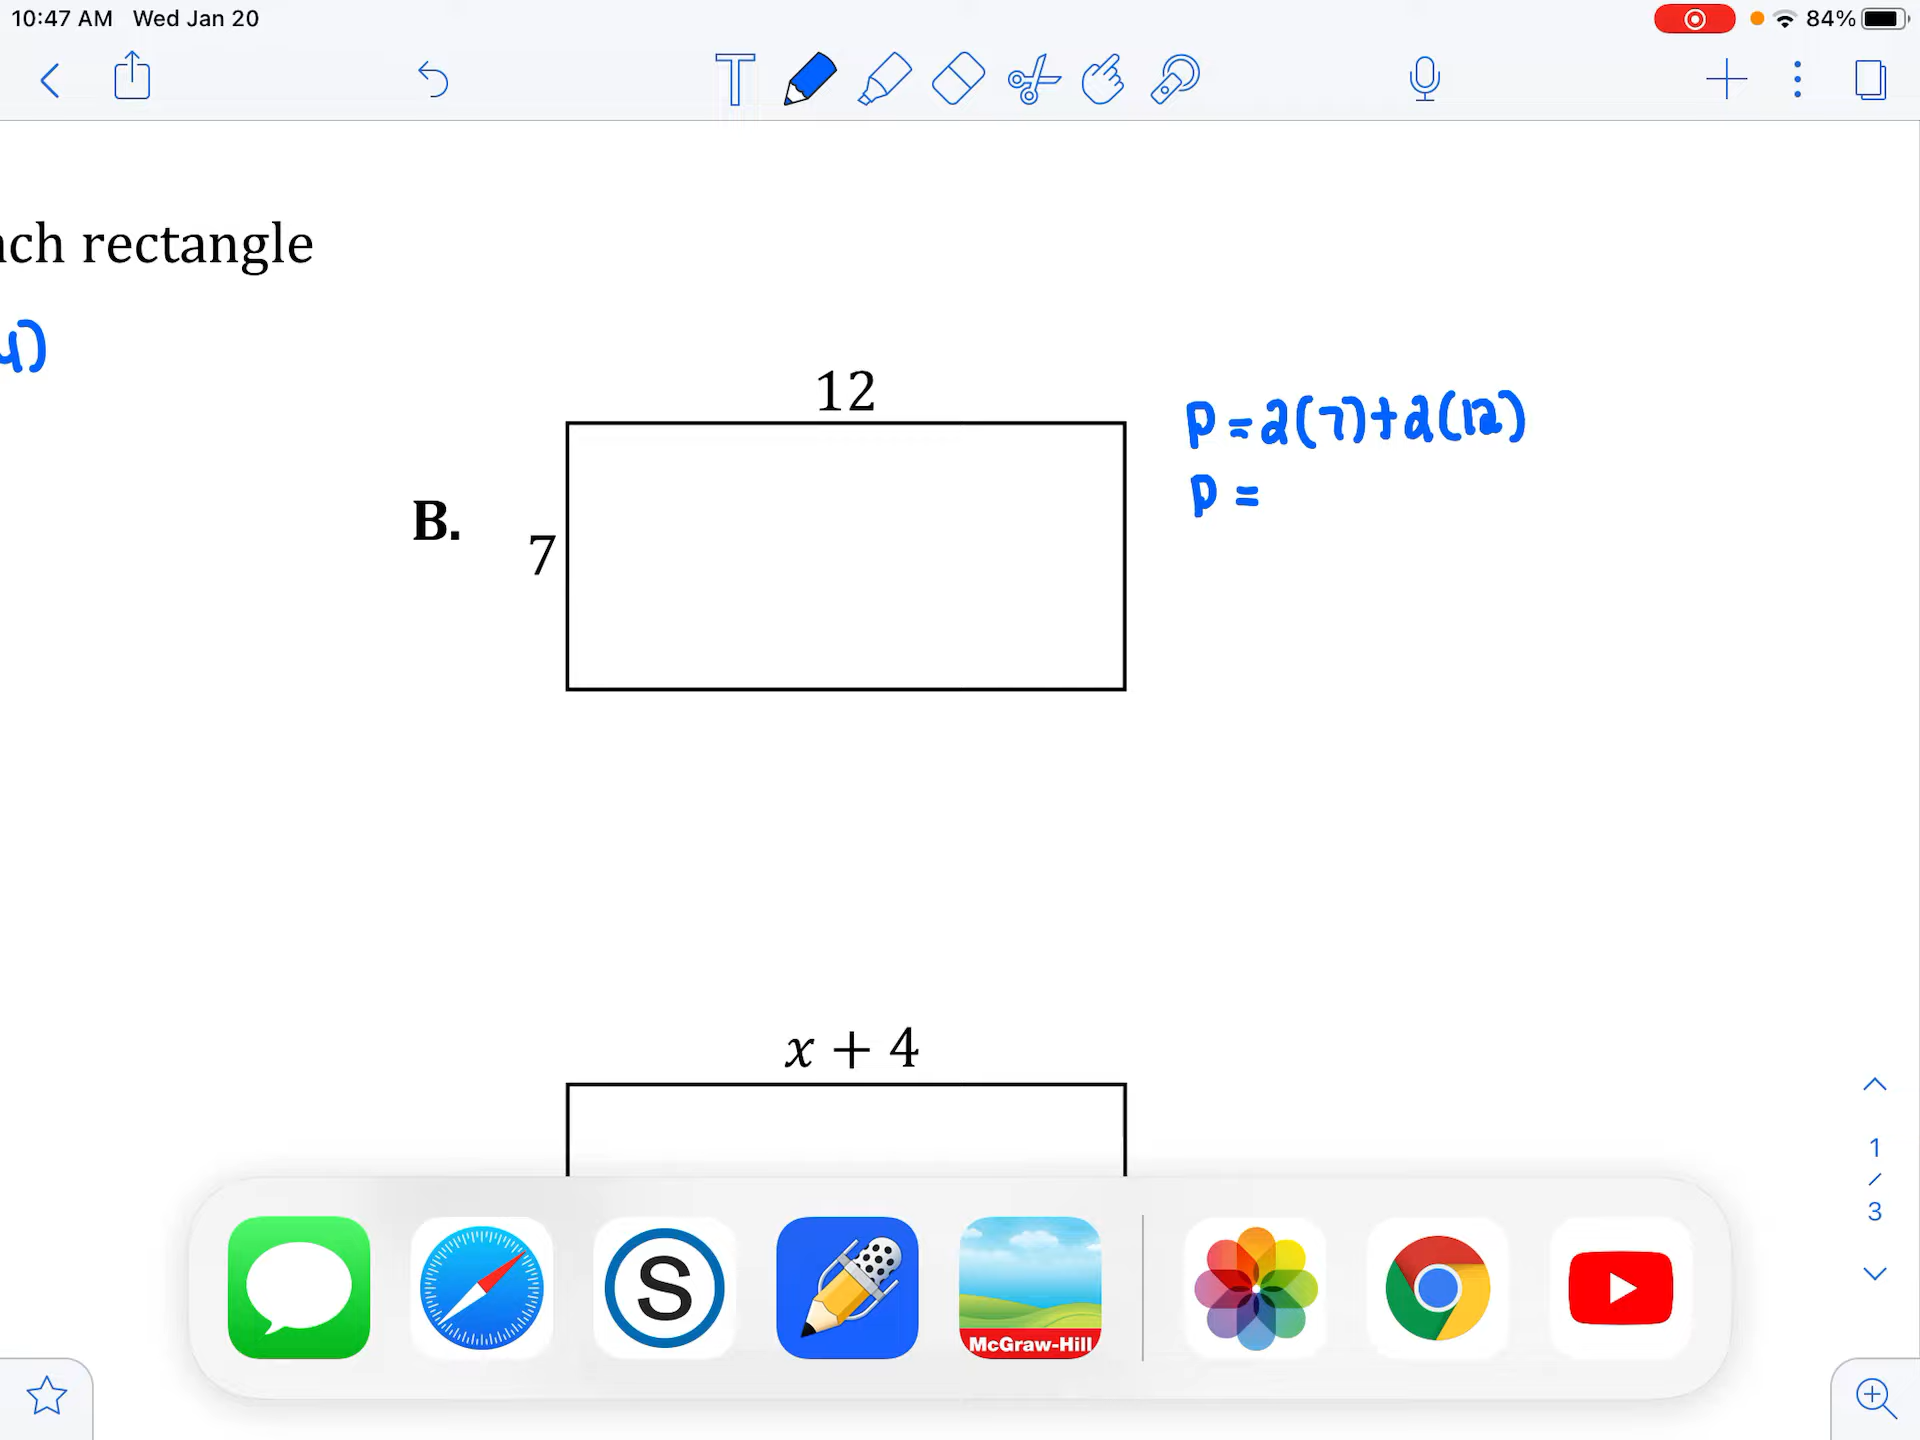 10:47 AM Wed Jan 20
84%
ch rectangle
4)
12
P = 2(7)+2(12)
P =
B.
7
x + 4
1
/
3
S
McGraw-Hill